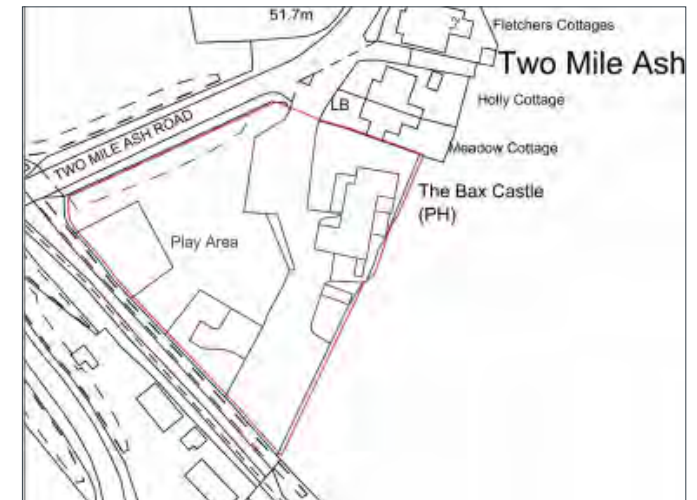 51.7m
2
Fletchers Cottages
Two Mile Ash
Holly Cottage
LB
TWO MILE ASH ROAD
Meadow Cottage
The Bax Castle
(PH)
Play Area